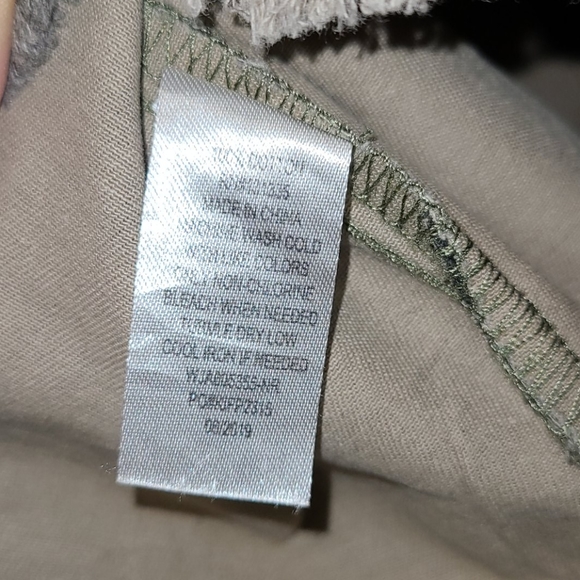 100% COTTON
MADE IN CHINA
MACHINE WASH COLD
WITH LIKE COLORS
ONLY NON-CHLORINE
BLEACH WHEN NEEDED
TUMBLE DRY LOW
COOL IRON IF NEEDED
08/2019